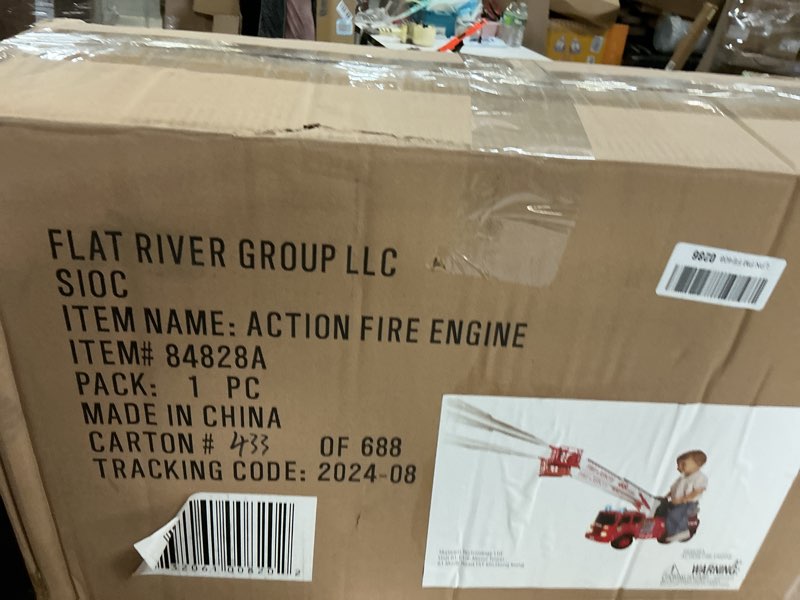 FLAT RIVER GROUP LLC
SIOC
ITEM NAME: ACTION FIRE ENGINE
ITEM# 84828A
PACK: 1 PC
MADE IN CHINA
CARTON # 433 OF 688
TRACKING CODE: 2024-08
0286
WARNING: